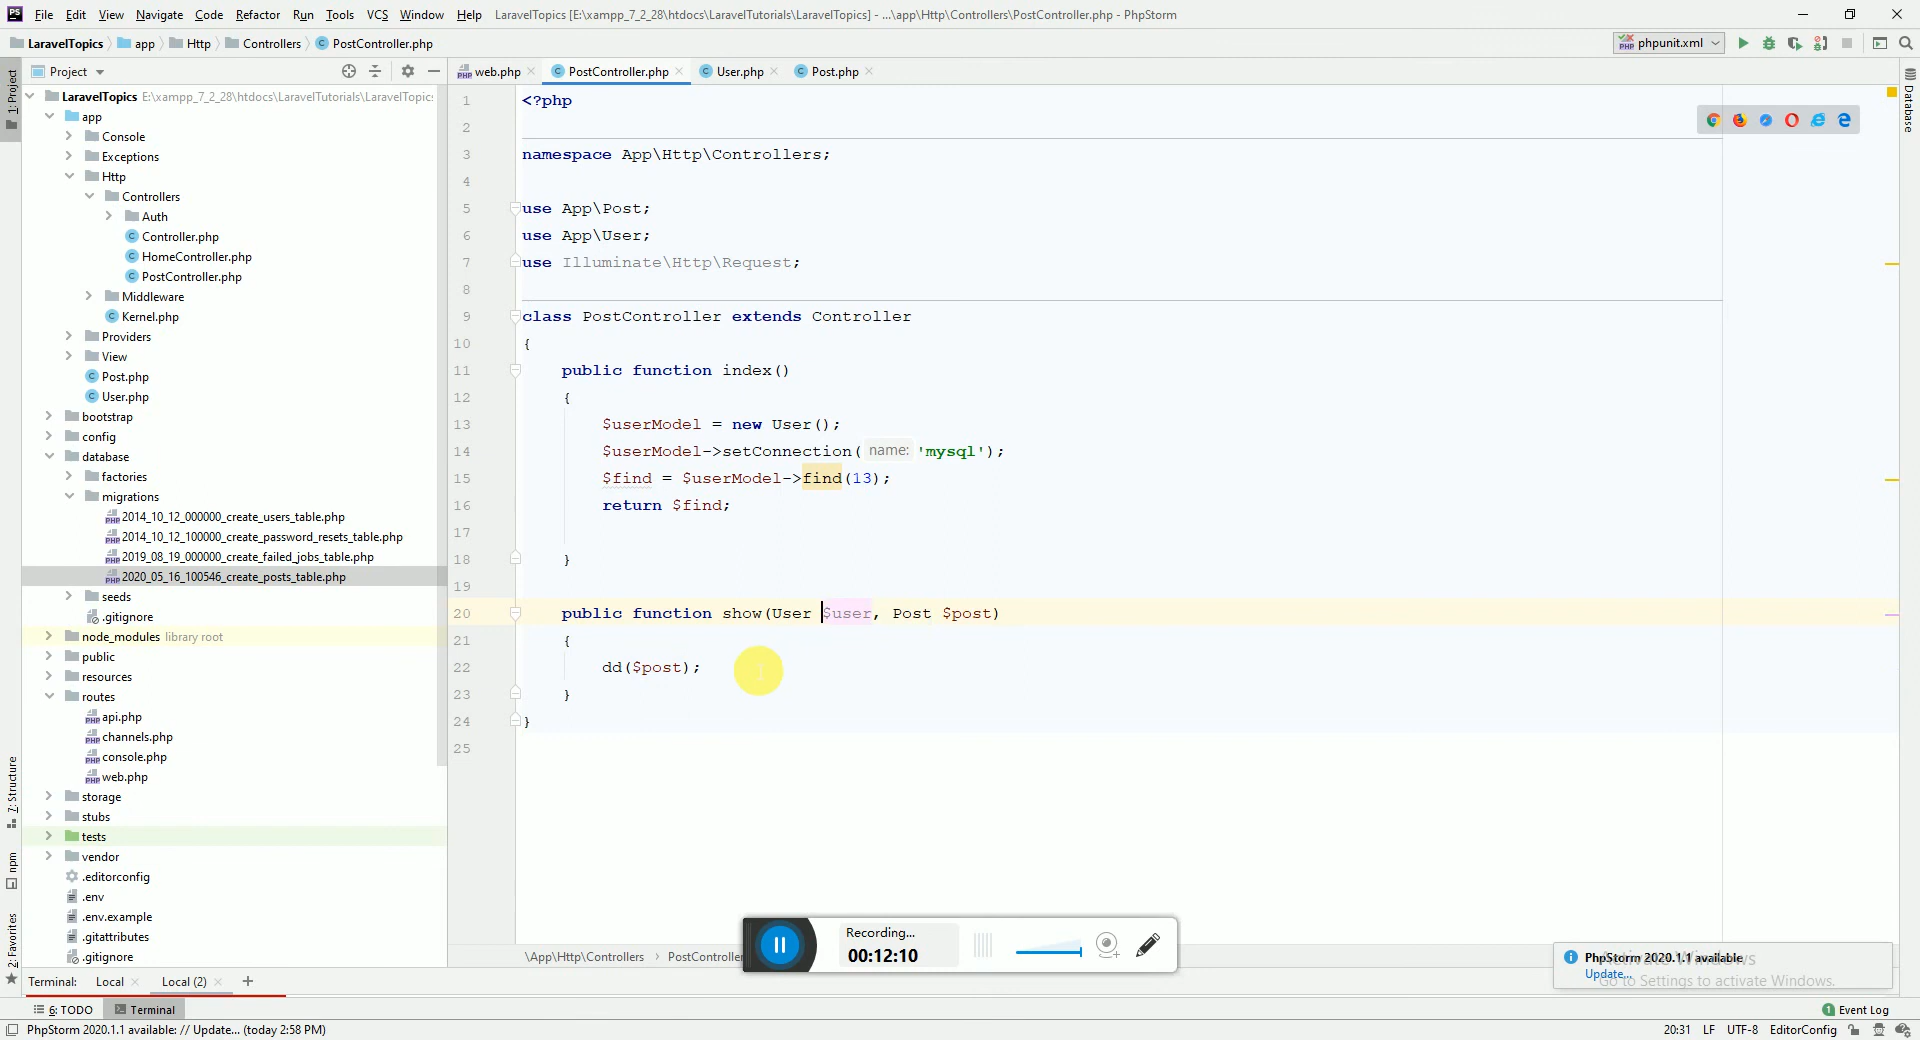 File Edit View Navigate Code Refactor Run Tools VCS Window Help LaravelTopics [E:\xampp_7_2_28\htdocs\LaravelTutorials\LaravelTopics] - ...\app\Http\Controllers\PostController.php - PhpStorm
LaravelTopics app Http Controllers PostController.php phpunit.xml
Project web.php PostController.php User.php Post.php
1: Project
Database
LaravelTopics E:\xampp_7_2_28\htdocs\LaravelTutorials\LaravelTopics
app
Console
Exceptions
Http
Controllers
Auth
Controller.php
HomeController.php
PostController.php
Middleware
Kernel.php
Providers
View
Post.php
User.php
bootstrap
config
database
factories
migrations
2014_10_12_000000_create_users_table.php
2014_10_12_100000_create_password_resets_table.php
2019_08_19_000000_create_failed_jobs_table.php
2020_05_16_100546_create_posts_table.php
seeds
.gitignore
node_modules library root
public
resources
routes
api.php
channels.php
console.php
web.php
storage
stubs
tests
vendor
.editorconfig
.env
.env.example
.gitattributes
.gitignore
7: Structure
npm
2: Favorites
1 <?php
2
3 namespace App\Http\Controllers;
4
5 use App\Post;
6 use App\User;
7 use Illuminate\Http\Request;
8
9 class PostController extends Controller
10 {
11 public function index()
12 {
13 $userModel = new User();
14 $userModel->setConnection( name: 'mysql');
15 $find = $userModel->find(13);
16 return $find;
17
18 }
19
20 public function show(User $user, Post $post)
21 {
22 dd($post);
23 }
24 }
25
\App\Http\Controllers PostController
Recording...
00:12:10
PhpStorm 2020.1.1 available
Update...
Activate Windows
Go to Settings to activate Windows.
Terminal: Local Local (2)
6: TODO Terminal 1 Event Log
PhpStorm 2020.1.1 available: // Update... (today 2:58 PM) 20:31 LF UTF-8 EditorConfig